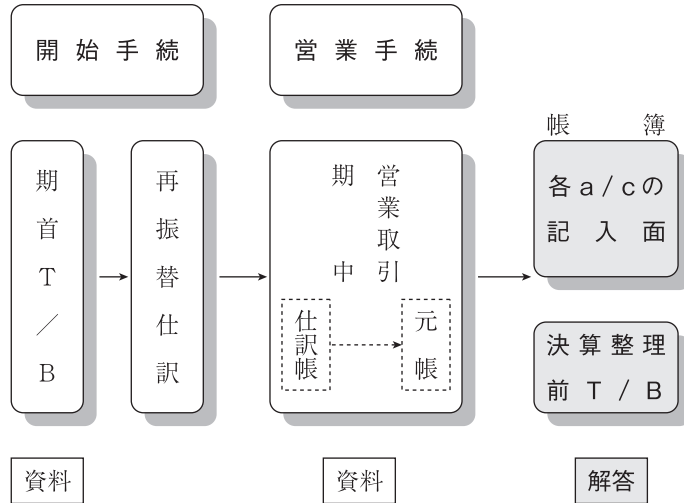 開始手続
営業手続
期首T／B
再振替仕訳
期中
営業取引
仕訳帳
元帳
帳簿
各a/cの
記入面
決算整理
前T/B
資料
資料
解答